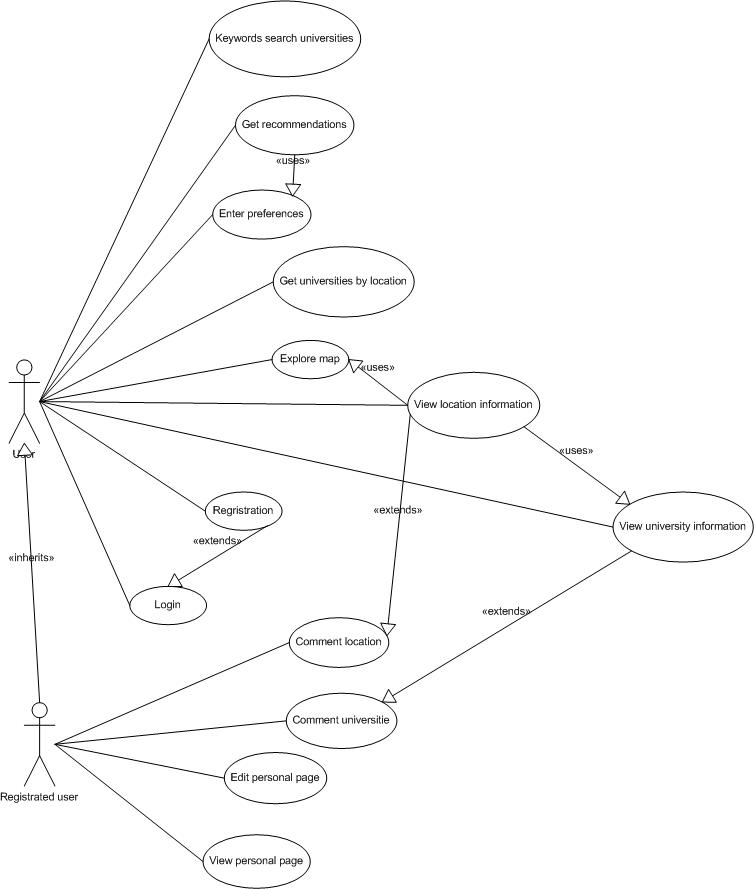 Keywords search universities
Get recommendations
«uses»
Enter preferences
Get universities by location
Explore map
«uses»
View location information
«uses»
User
Regristration
«extends»
View university information
«extends»
«inherits»
Login
«extends»
Comment location
Comment universitie
Edit personal page
Registrated user
View personal page